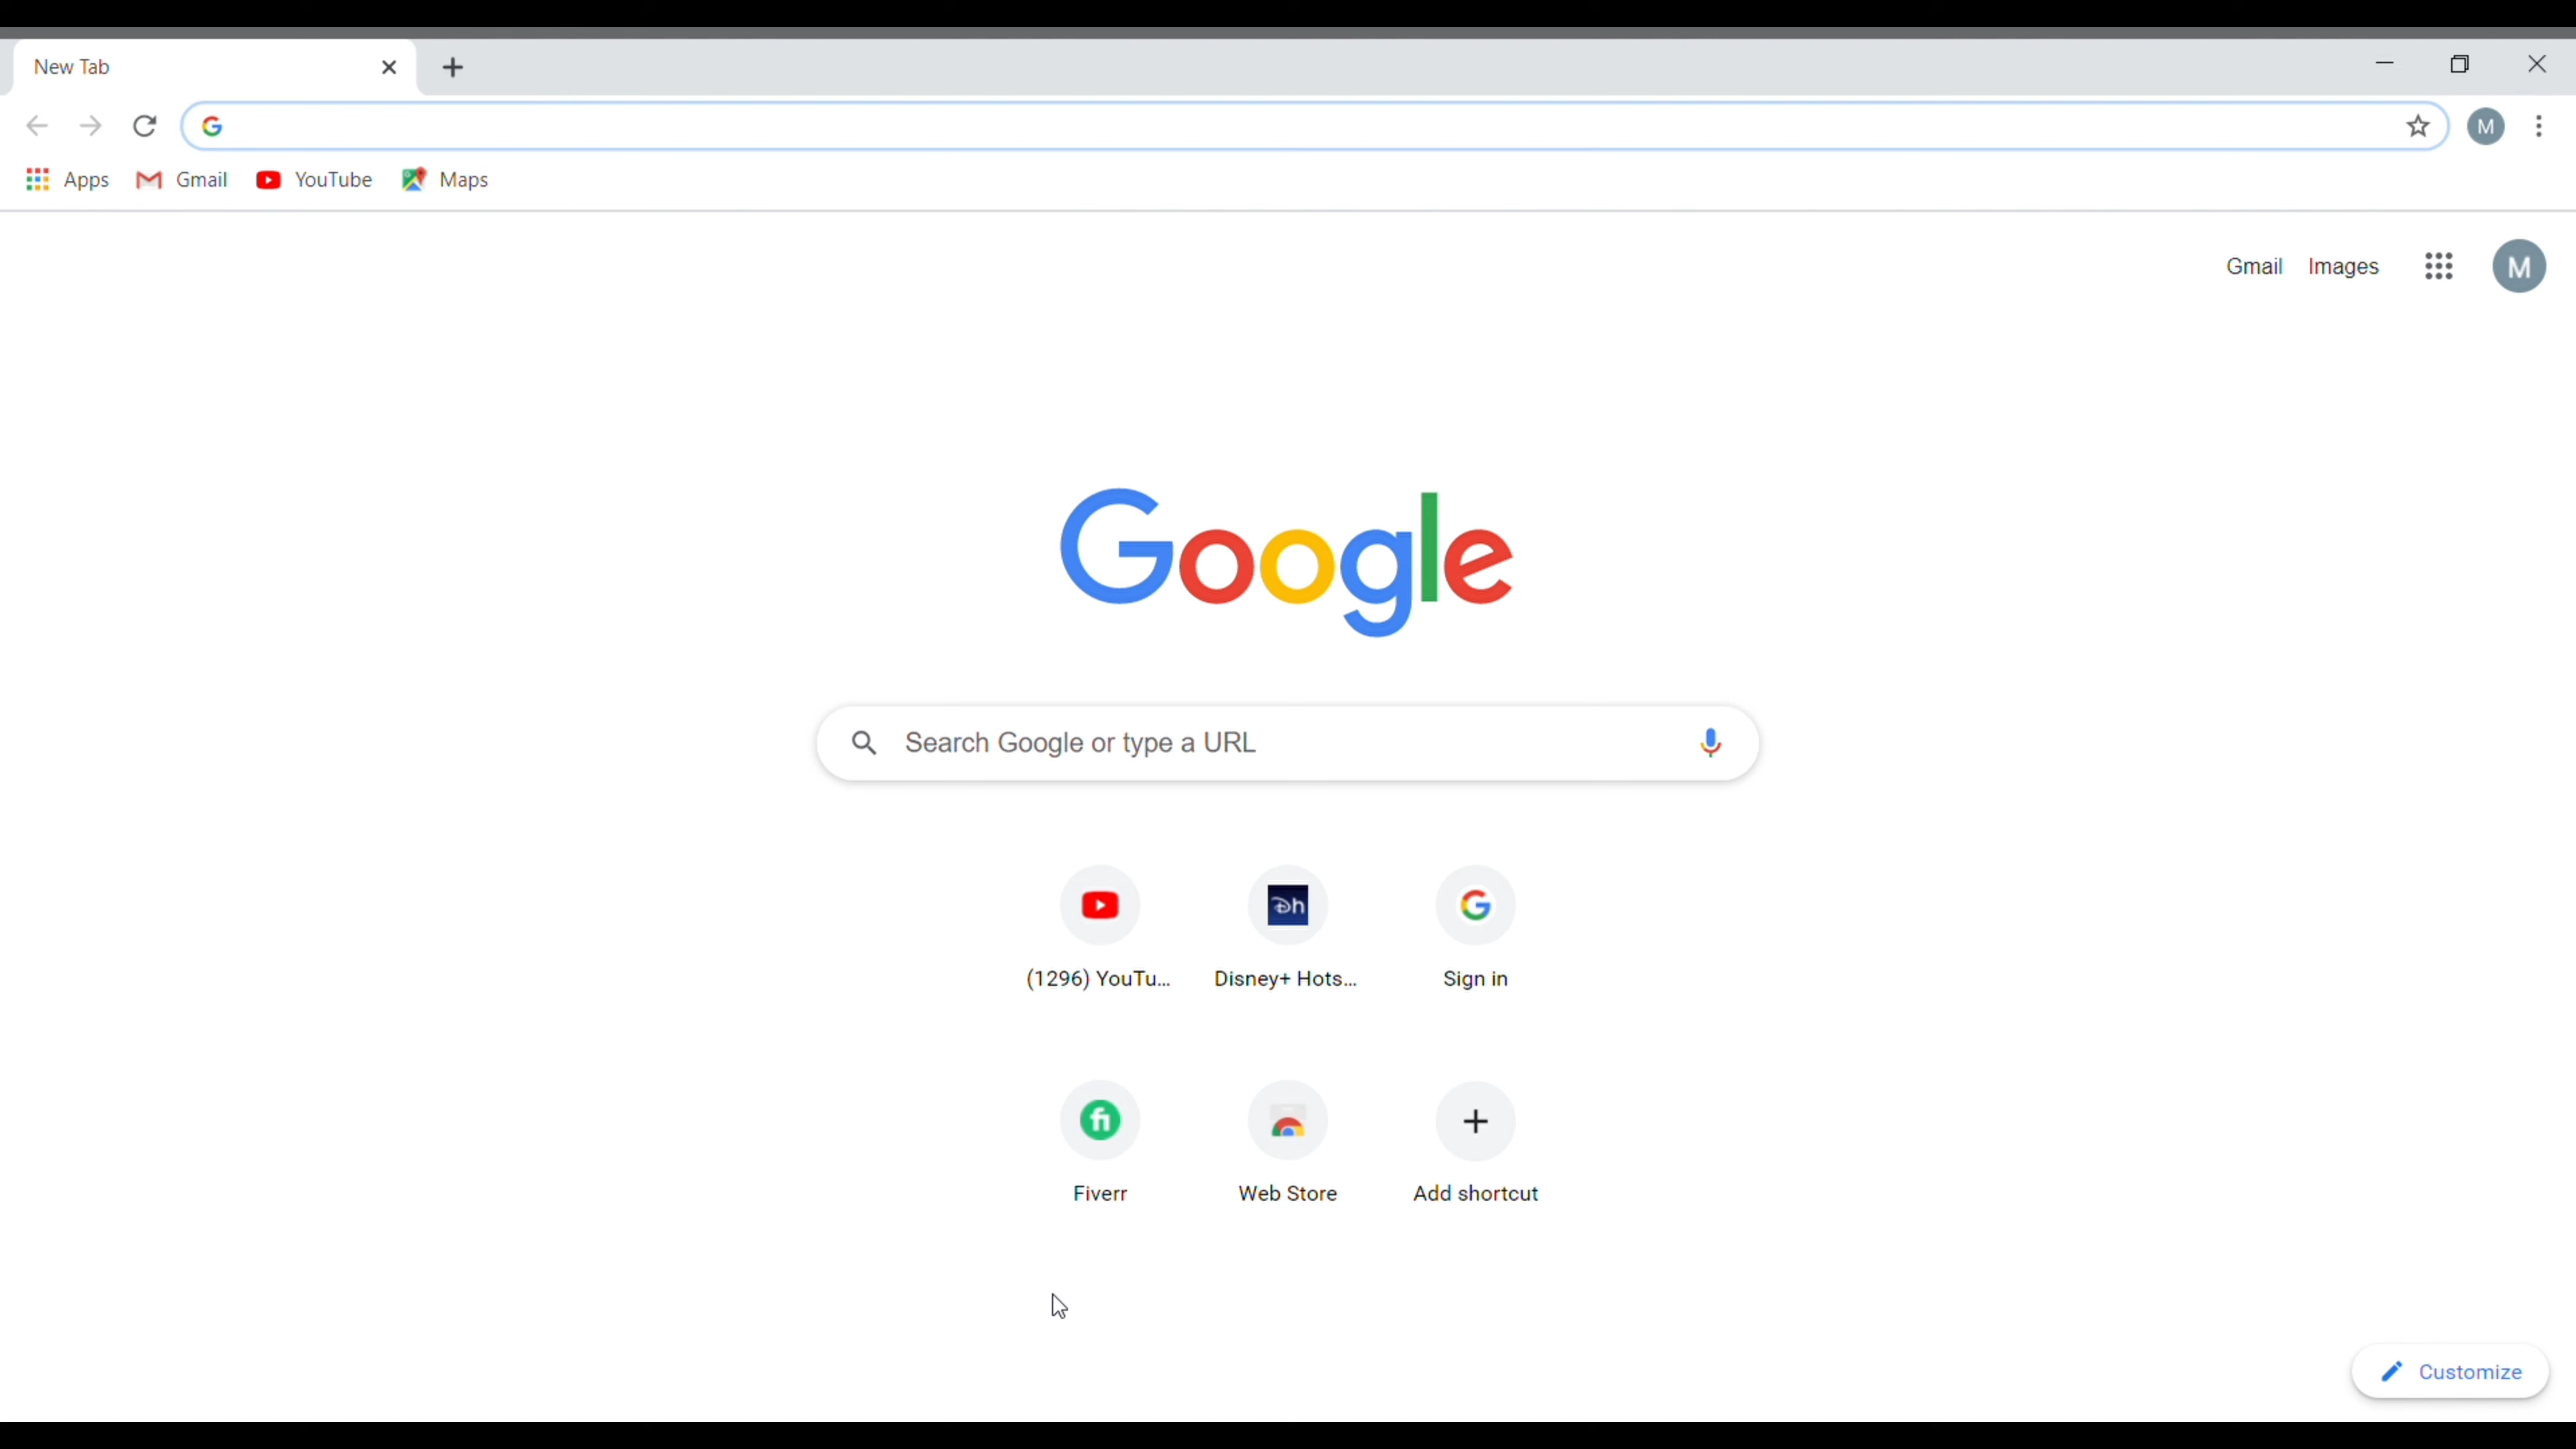 New Tab
M
Apps Gmail YouTube Maps
Gmail Images M
Google
Search Google or type a URL
(1296) YouTu... Disney+ Hots... Sign in
Fiverr Web Store Add shortcut
Customize